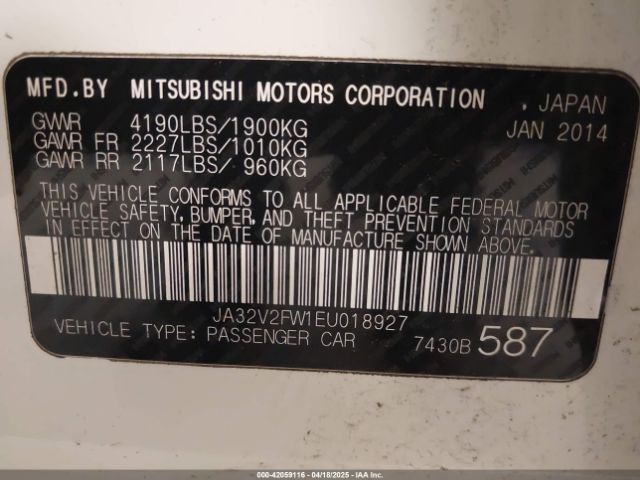 MFD.BY MITSUBISHI MOTORS CORPORATION , JAPAN
GVWR 4190LBS/1900KG JAN 2014
GAWR FR 2227LBS/1010KG
GAWR RR 2117LBS/ 960KG
THIS VEHICLE CONFORMS TO ALL APPLICABLE FEDERAL MOTOR
VEHICLE SAFETY, BUMPER, AND THEFT PREVENTION STANDARDS
IN EFFECT ON THE DATE OF MANUFACTURE SHOWN ABOVE.
JA32V2FW1EU018927
VEHICLE TYPE: PASSENGER CAR 7430B 587
000-42059116 - 04/18/2025 - IAA Inc.